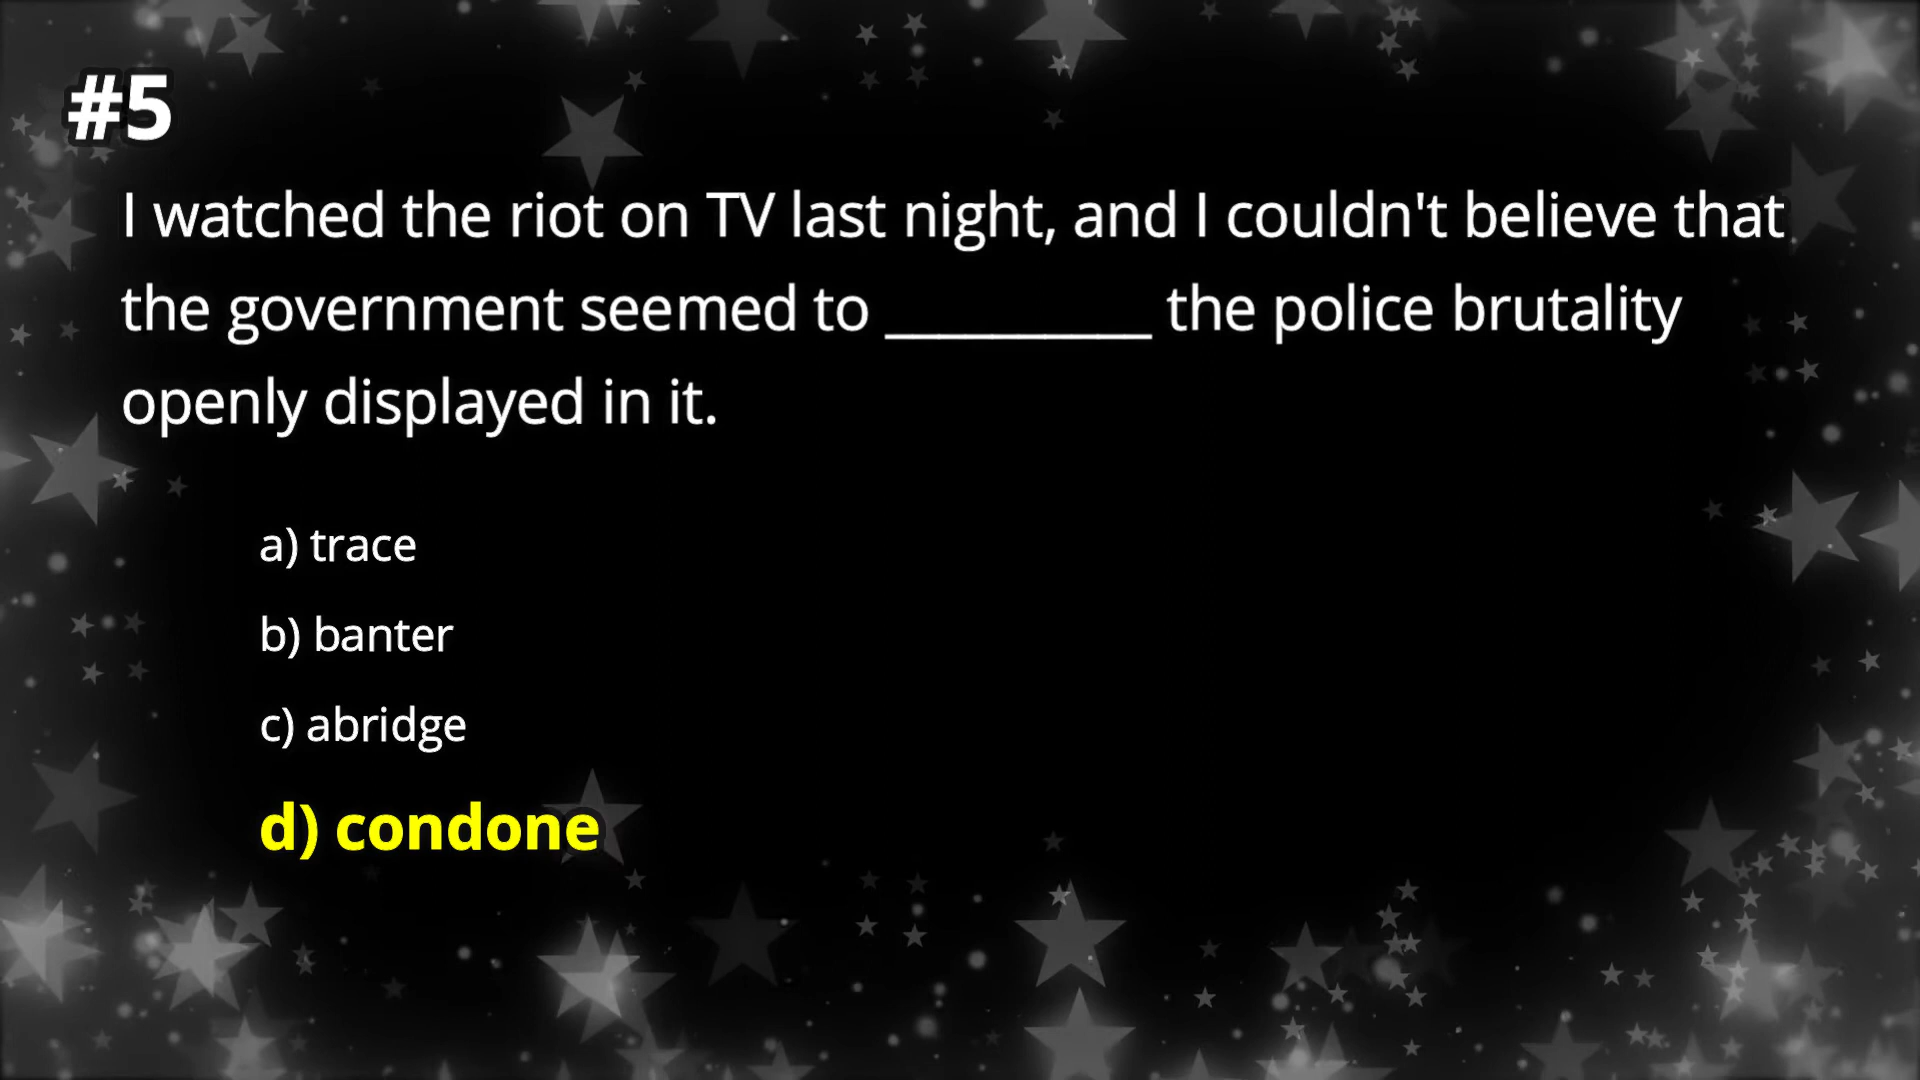 #5
I watched the riot on TV last night, and I couldn't believe that
the government seemed to __________ the police brutality
openly displayed in it.
a) trace
b) banter
c) abridge
d) condone